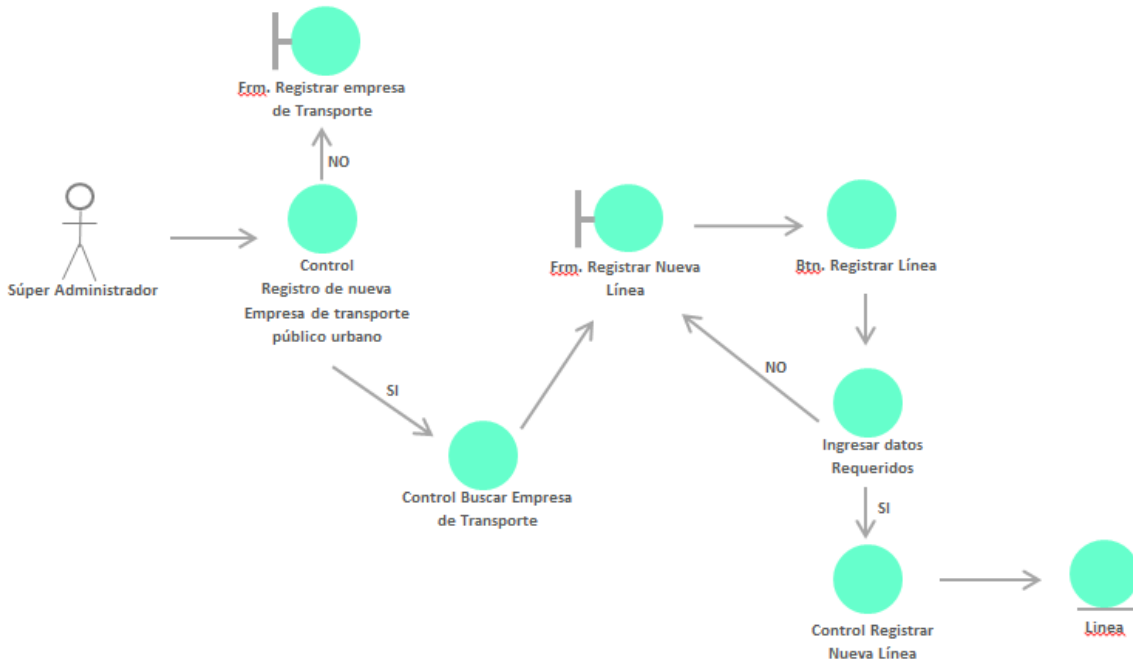 Frm. Registrar empresa
de Transporte
NO
Súper Administrador
Control
Registro de nueva
Empresa de transporte
público urbano
SI
Control Buscar Empresa
de Transporte
Frm. Registrar Nueva
Línea
Btn. Registrar Línea
NO
Ingresar datos
Requeridos
SI
Control Registrar
Nueva Línea
Linea